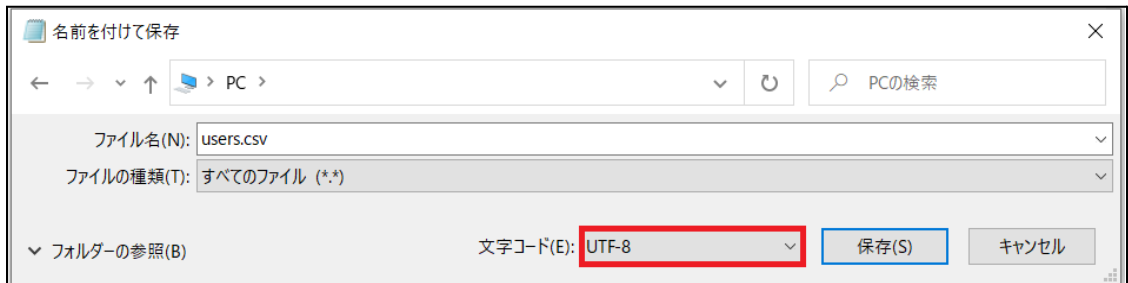 名前を付けて保存
PC
PCの検索
ファイル名(N): users.csv
ファイルの種類(T): すべてのファイル (*.*)
フォルダーの参照(B) 文字コード(E): UTF-8 保存(S) キャンセル